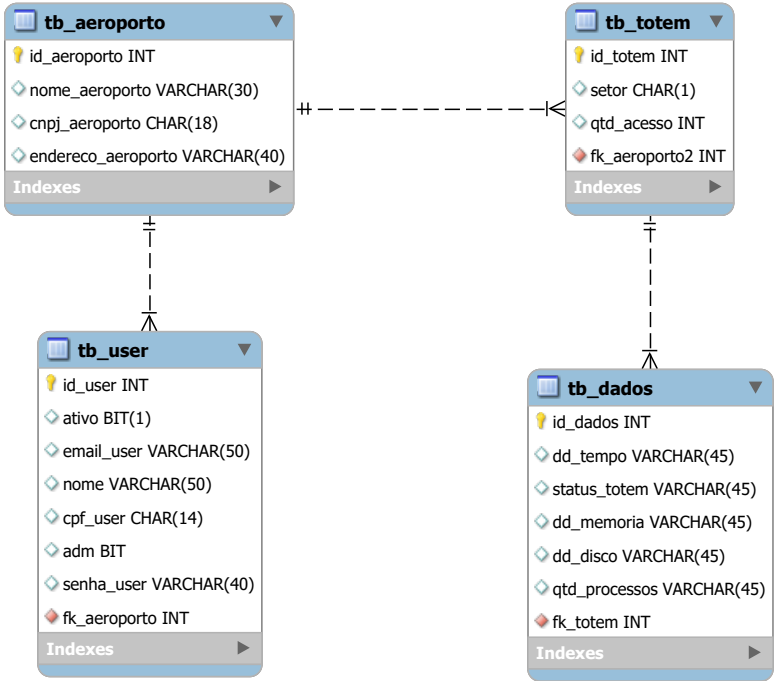 tb_aeroporto
id_aeroporto INT
nome_aeroporto VARCHAR(30)
cnpj_aeroporto CHAR(18)
endereco_aeroporto VARCHAR(40)
Indexes
tb_totem
id_totem INT
setor CHAR(1)
qtd_acesso INT
fk_aeroporto2 INT
Indexes
tb_user
id_user INT
ativo BIT(1)
email_user VARCHAR(50)
nome VARCHAR(50)
cpf_user CHAR(14)
adm BIT
senha_user VARCHAR(40)
fk_aeroporto INT
Indexes
tb_dados
id_dados INT
dd_tempo VARCHAR(45)
status_totem VARCHAR(45)
dd_memoria VARCHAR(45)
dd_disco VARCHAR(45)
qtd_processos VARCHAR(45)
fk_totem INT
Indexes